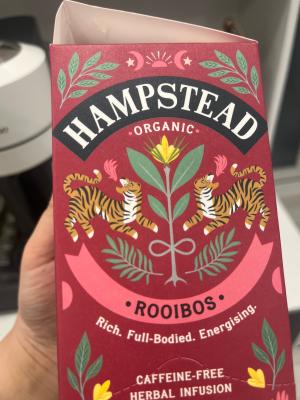 HAMPSTEAD
ORGANIC
• ROOIBOS •
Rich. Full-Bodied. Energising.
CAFFEINE-FREE
HERBAL INFUSION